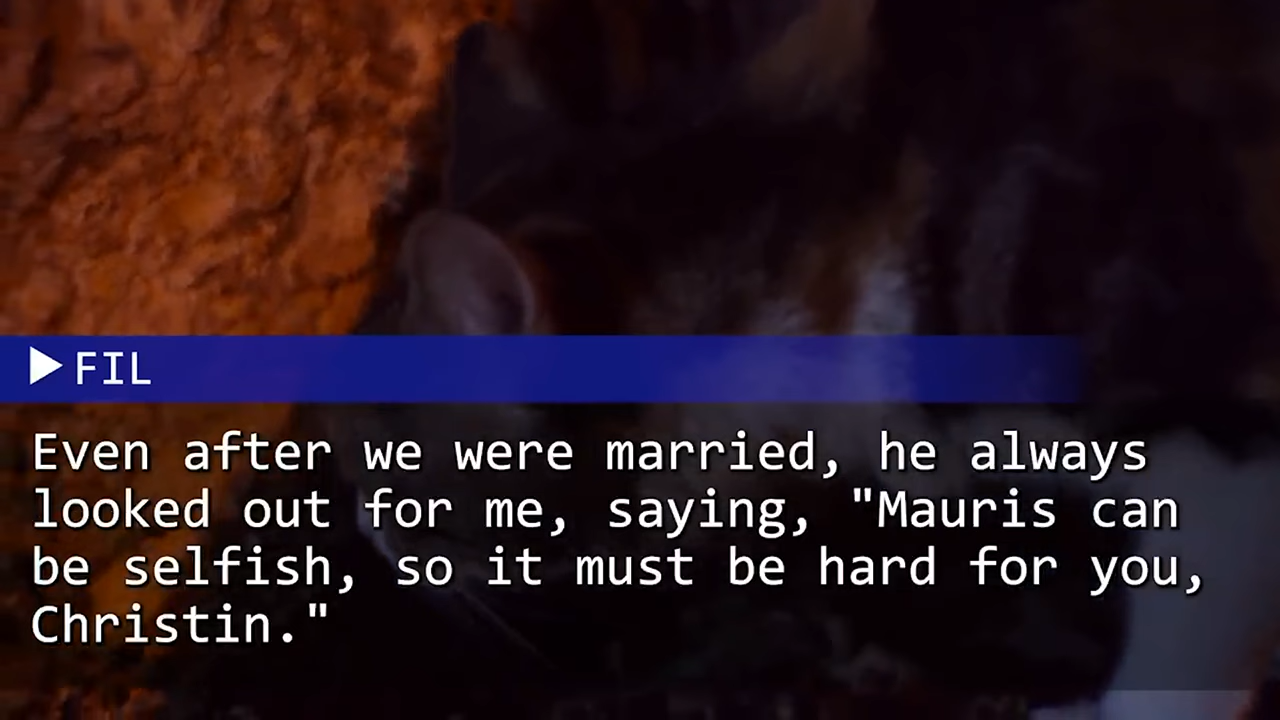 ▶FIL
Even after we were married, he always
looked out for me, saying, "Mauris can
be selfish, so it must be hard for you,
Christin."